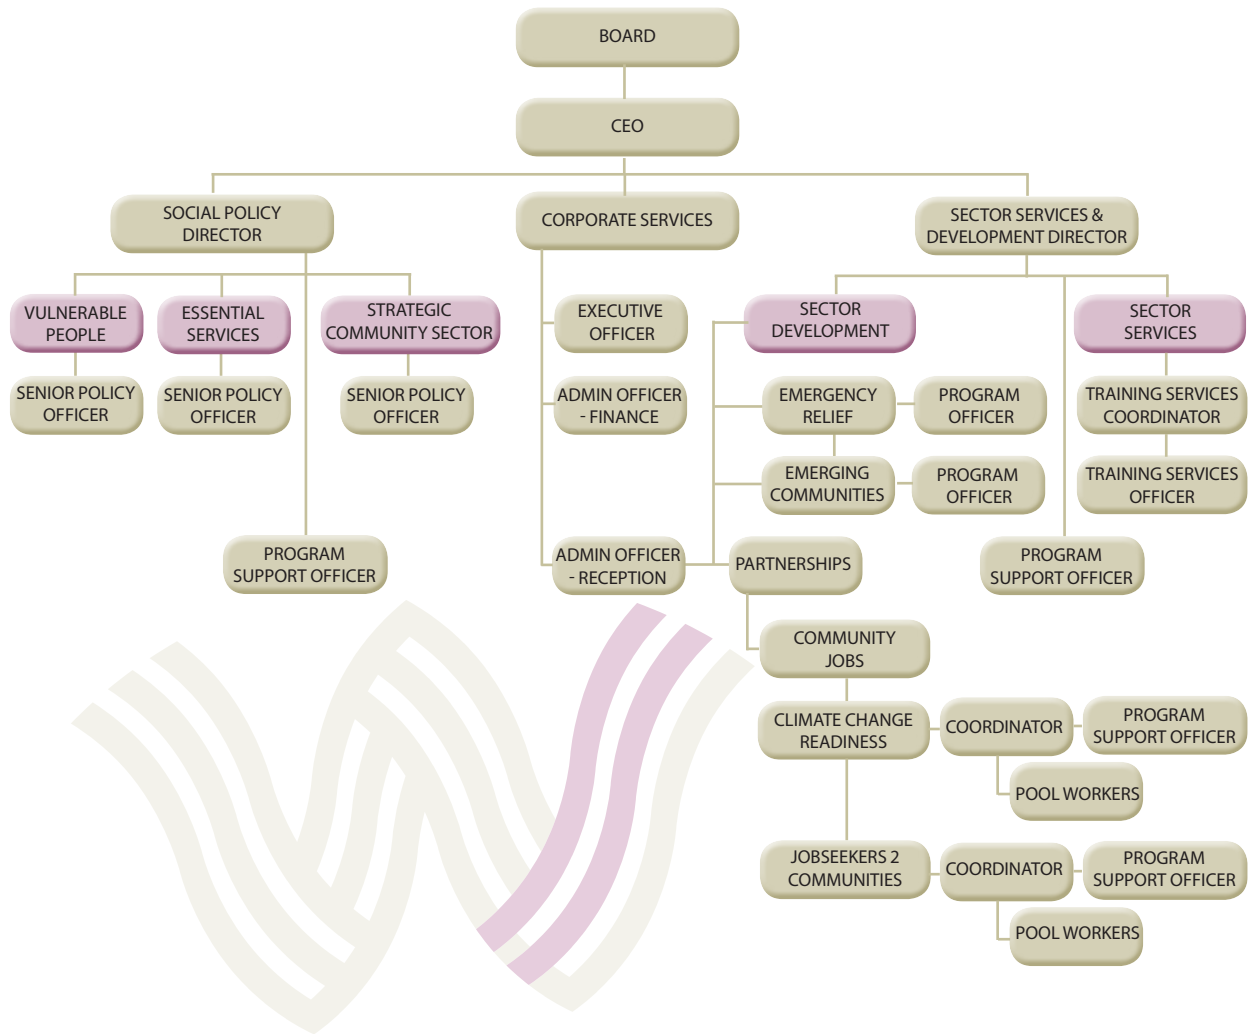 BOARD
CEO
SOCIAL POLICY
DIRECTOR
CORPORATE SERVICES
SECTOR SERVICES &
DEVELOPMENT DIRECTOR
VULNERABLE
PEOPLE
ESSENTIAL
SERVICES
STRATEGIC
COMMUNITY SECTOR
EXECUTIVE
OFFICER
SECTOR
DEVELOPMENT
SECTOR
SERVICES
SENIOR POLICY
OFFICER
SENIOR POLICY
OFFICER
SENIOR POLICY
OFFICER
ADMIN OFFICER
- FINANCE
EMERGENCY
RELIEF
PROGRAM
OFFICER
TRAINING SERVICES
COORDINATOR
EMERGING
COMMUNITIES
PROGRAM
OFFICER
TRAINING SERVICES
OFFICER
PROGRAM
SUPPORT OFFICER
ADMIN OFFICER
- RECEPTION
PARTNERSHIPS
PROGRAM
SUPPORT OFFICER
COMMUNITY
JOBS
CLIMATE CHANGE
READINESS
COORDINATOR
PROGRAM
SUPPORT OFFICER
POOL WORKERS
JOBSEEKERS 2
COMMUNITIES
COORDINATOR
PROGRAM
SUPPORT OFFICER
POOL WORKERS